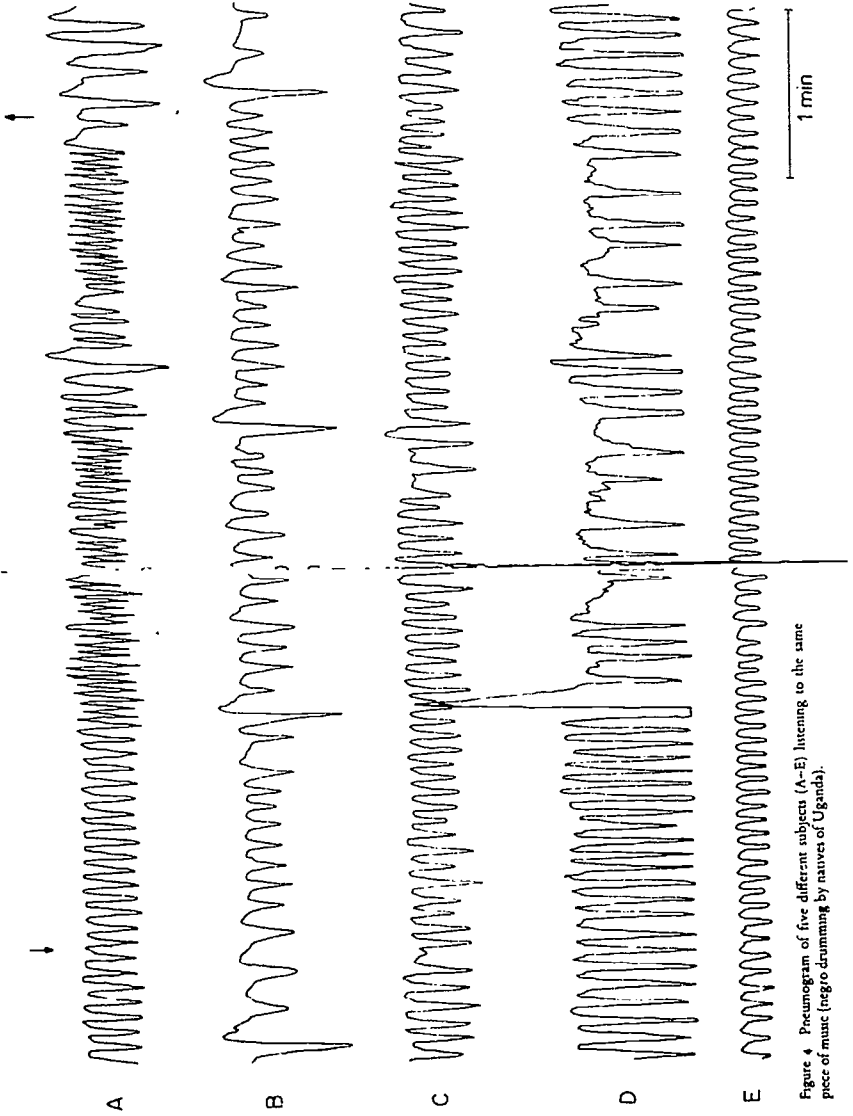 A
B
C
D
E
1 min
Figure 4 Pneumogram of five different subjects (A–E) listening to the same
piece of music (negro drumming by natives of Uganda).